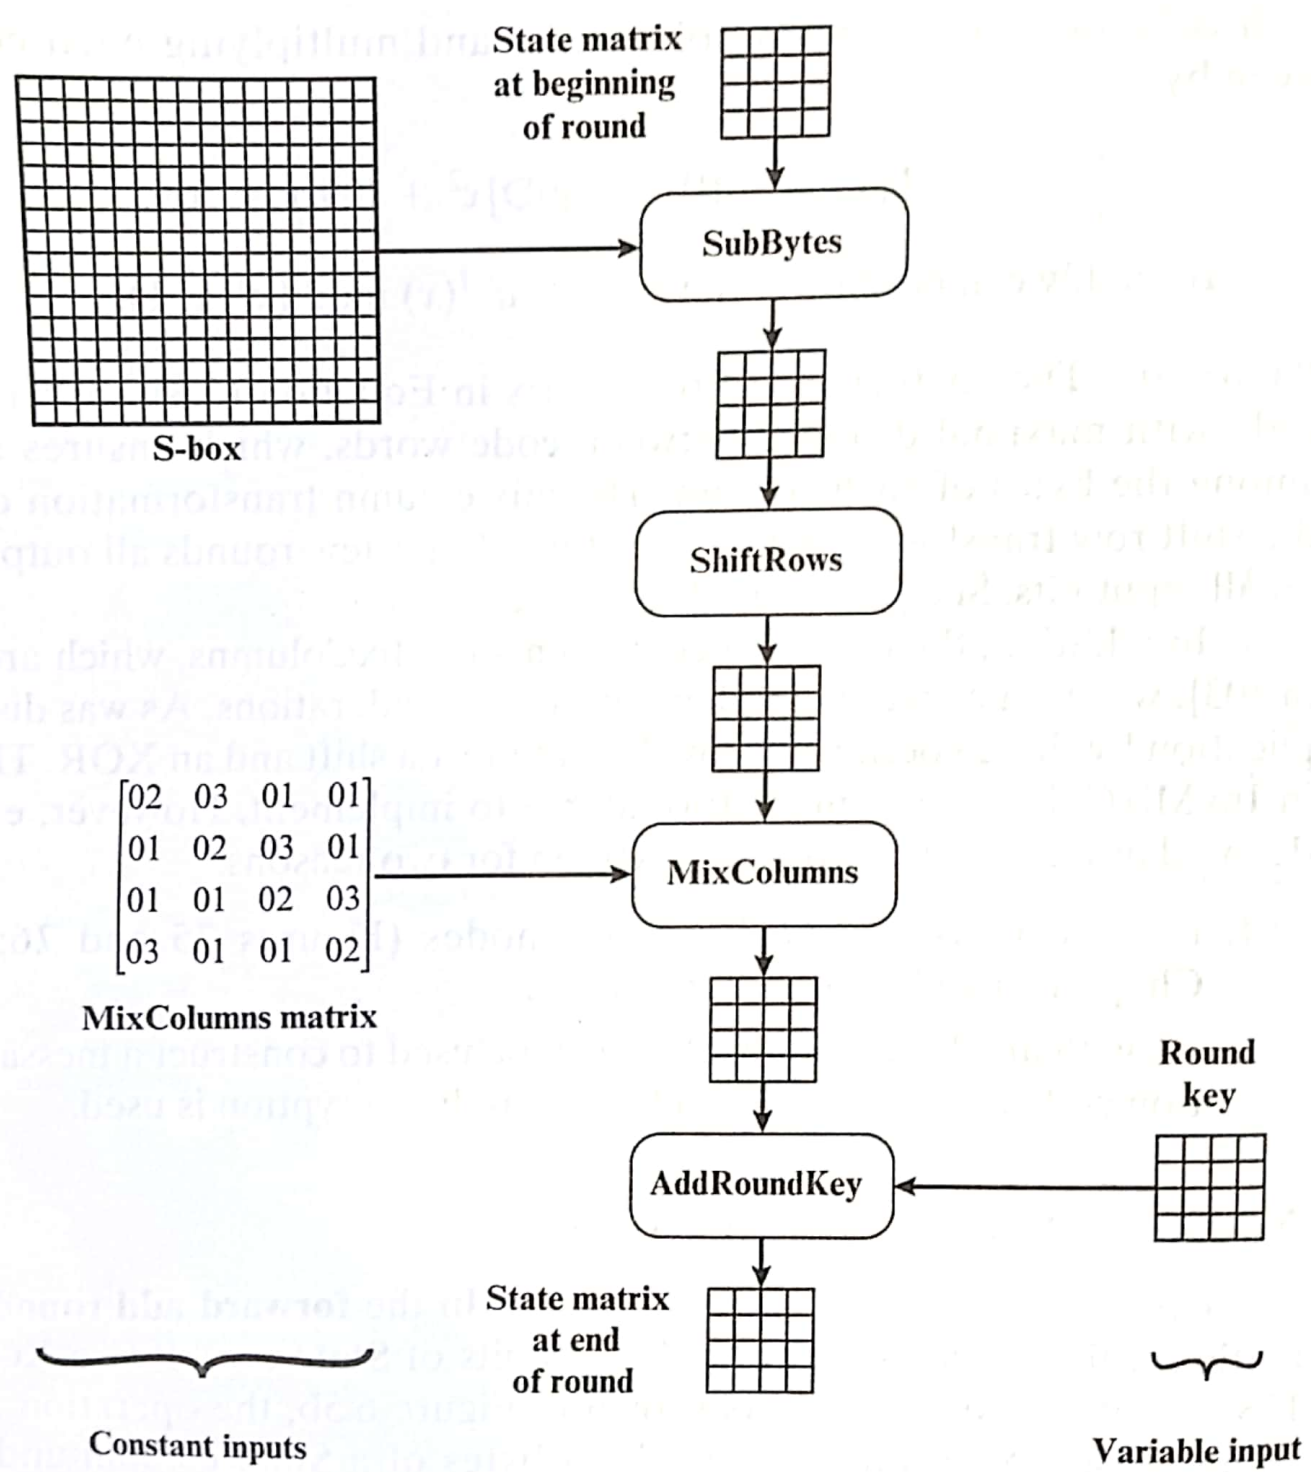 State matrix
at beginning
of round
SubBytes
S-box
ShiftRows
02 03 01 01
01 02 03 01
01 01 02 03
03 01 01 02
MixColumns
MixColumns matrix
Round
key
AddRoundKey
State matrix
at end
of round
Constant inputs
Variable input